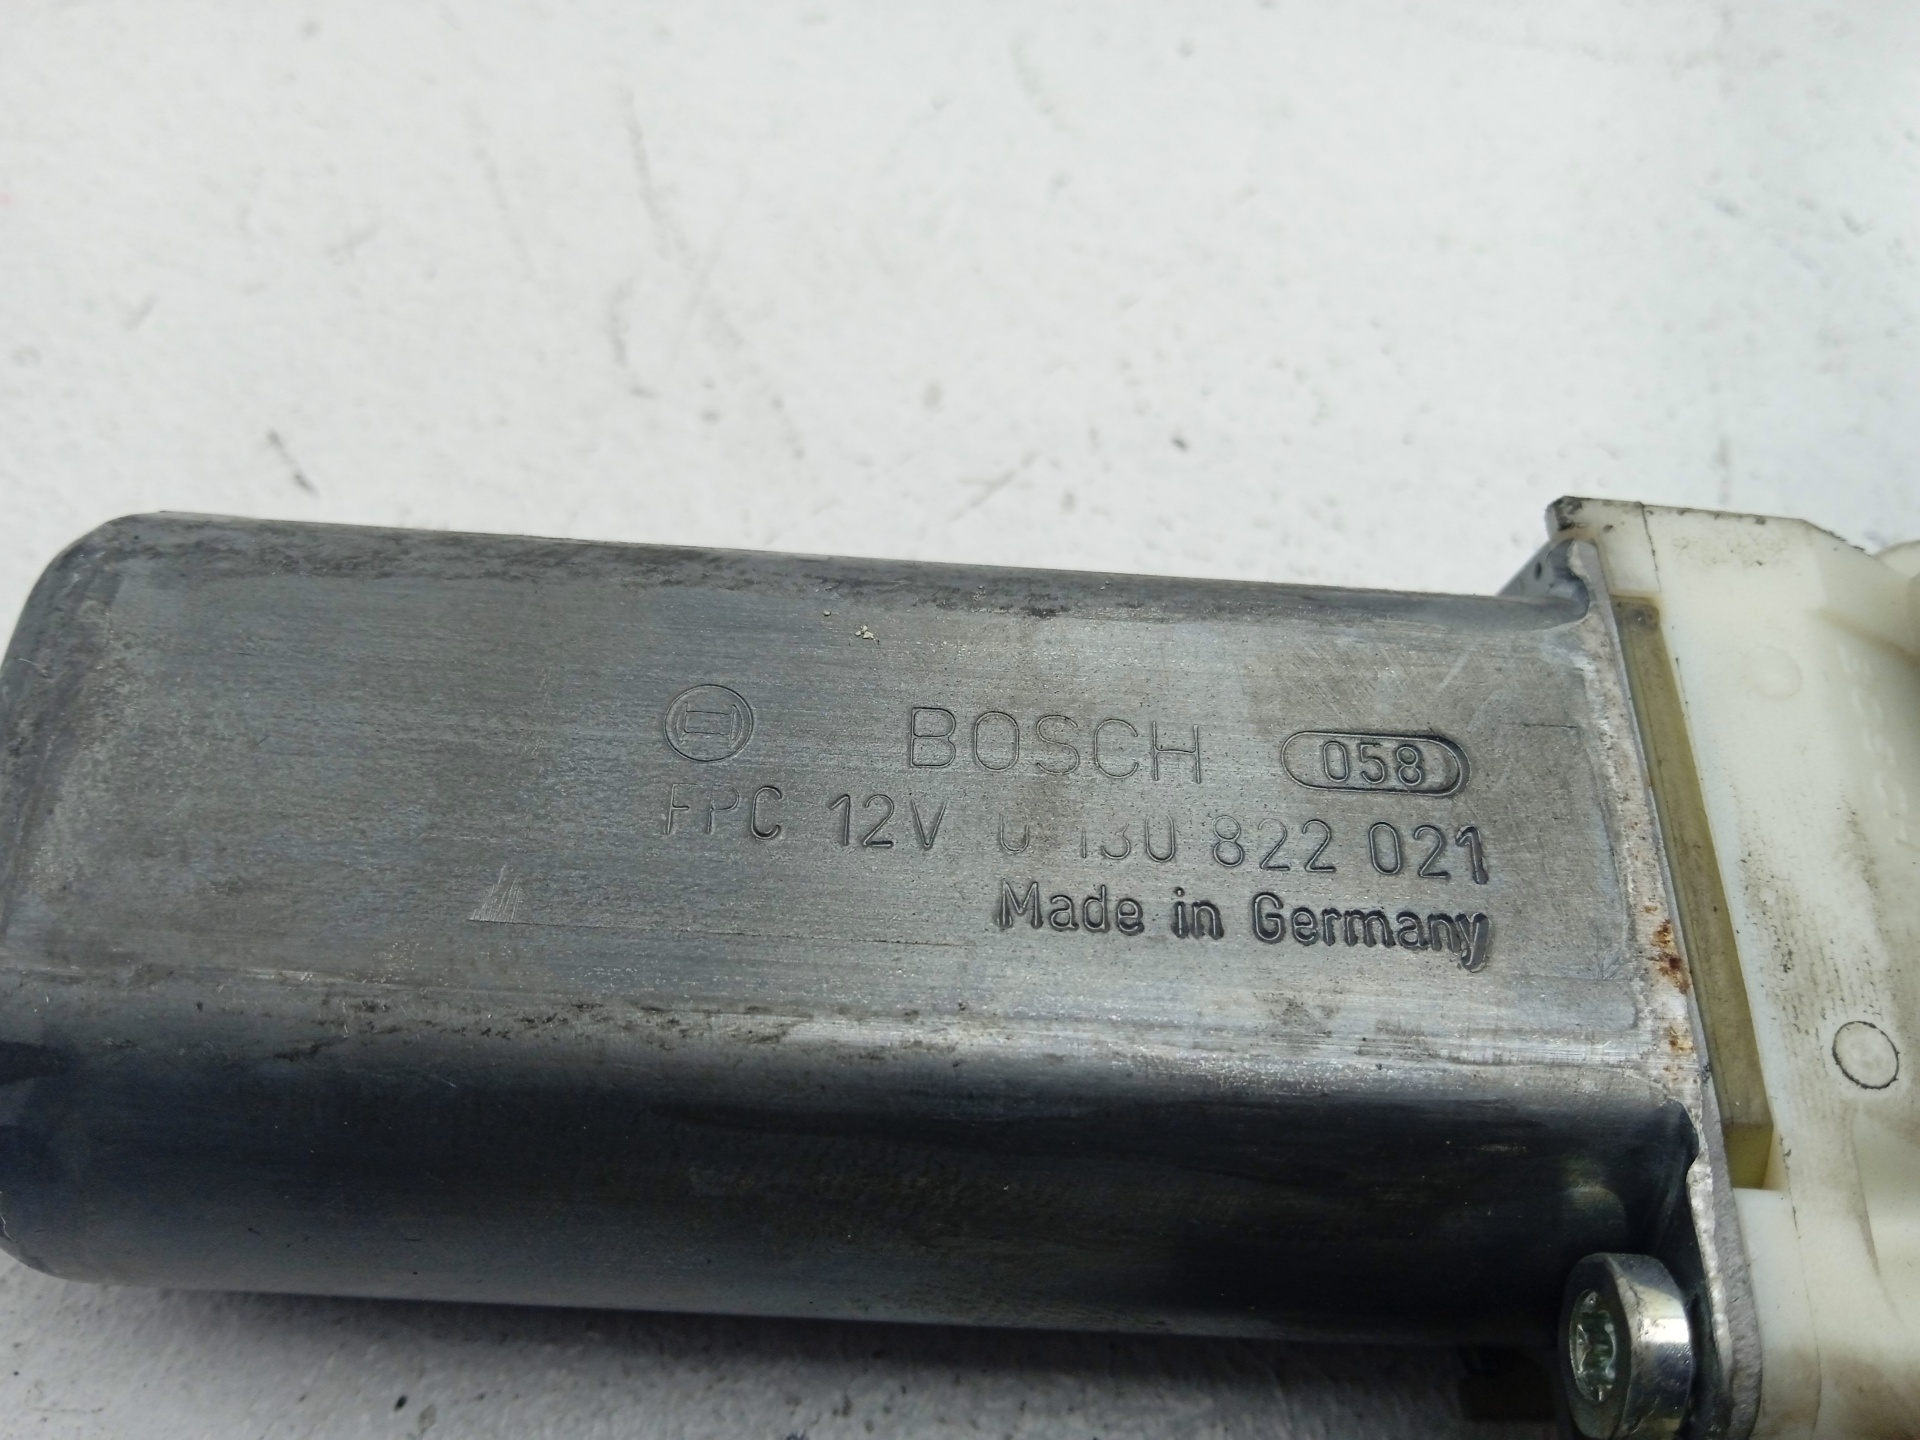 BOSCH 058
FPC 12V 0 130 822 021
Made in Germany